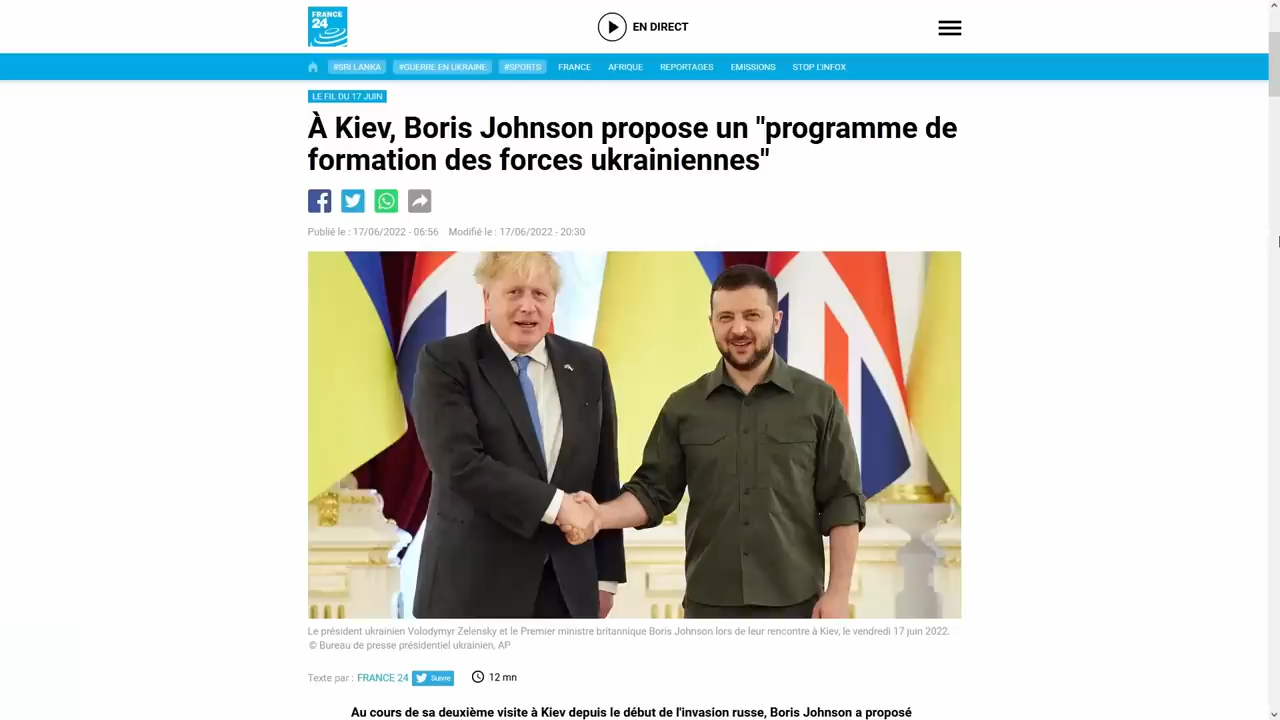 FRANCE
24
EN DIRECT
#SRI LANKA #GUERRE EN UKRAINE #SPORTS FRANCE AFRIQUE REPORTAGES EMISSIONS STOP L'INFOX
LE FIL DU 17 JUIN
À Kiev, Boris Johnson propose un "programme de
formation des forces ukrainiennes"
Publié le : 17/06/2022 - 06:56 Modifié le : 17/06/2022 - 20:30
Le président ukrainien Volodymyr Zelensky et le Premier ministre britannique Boris Johnson lors de leur rencontre à Kiev, le vendredi 17 juin 2022.
© Bureau de presse présidentiel ukrainien, AP
Texte par : FRANCE 24 Suivre 12 mn
Au cours de sa deuxième visite à Kiev depuis le début de l'invasion russe, Boris Johnson a proposé